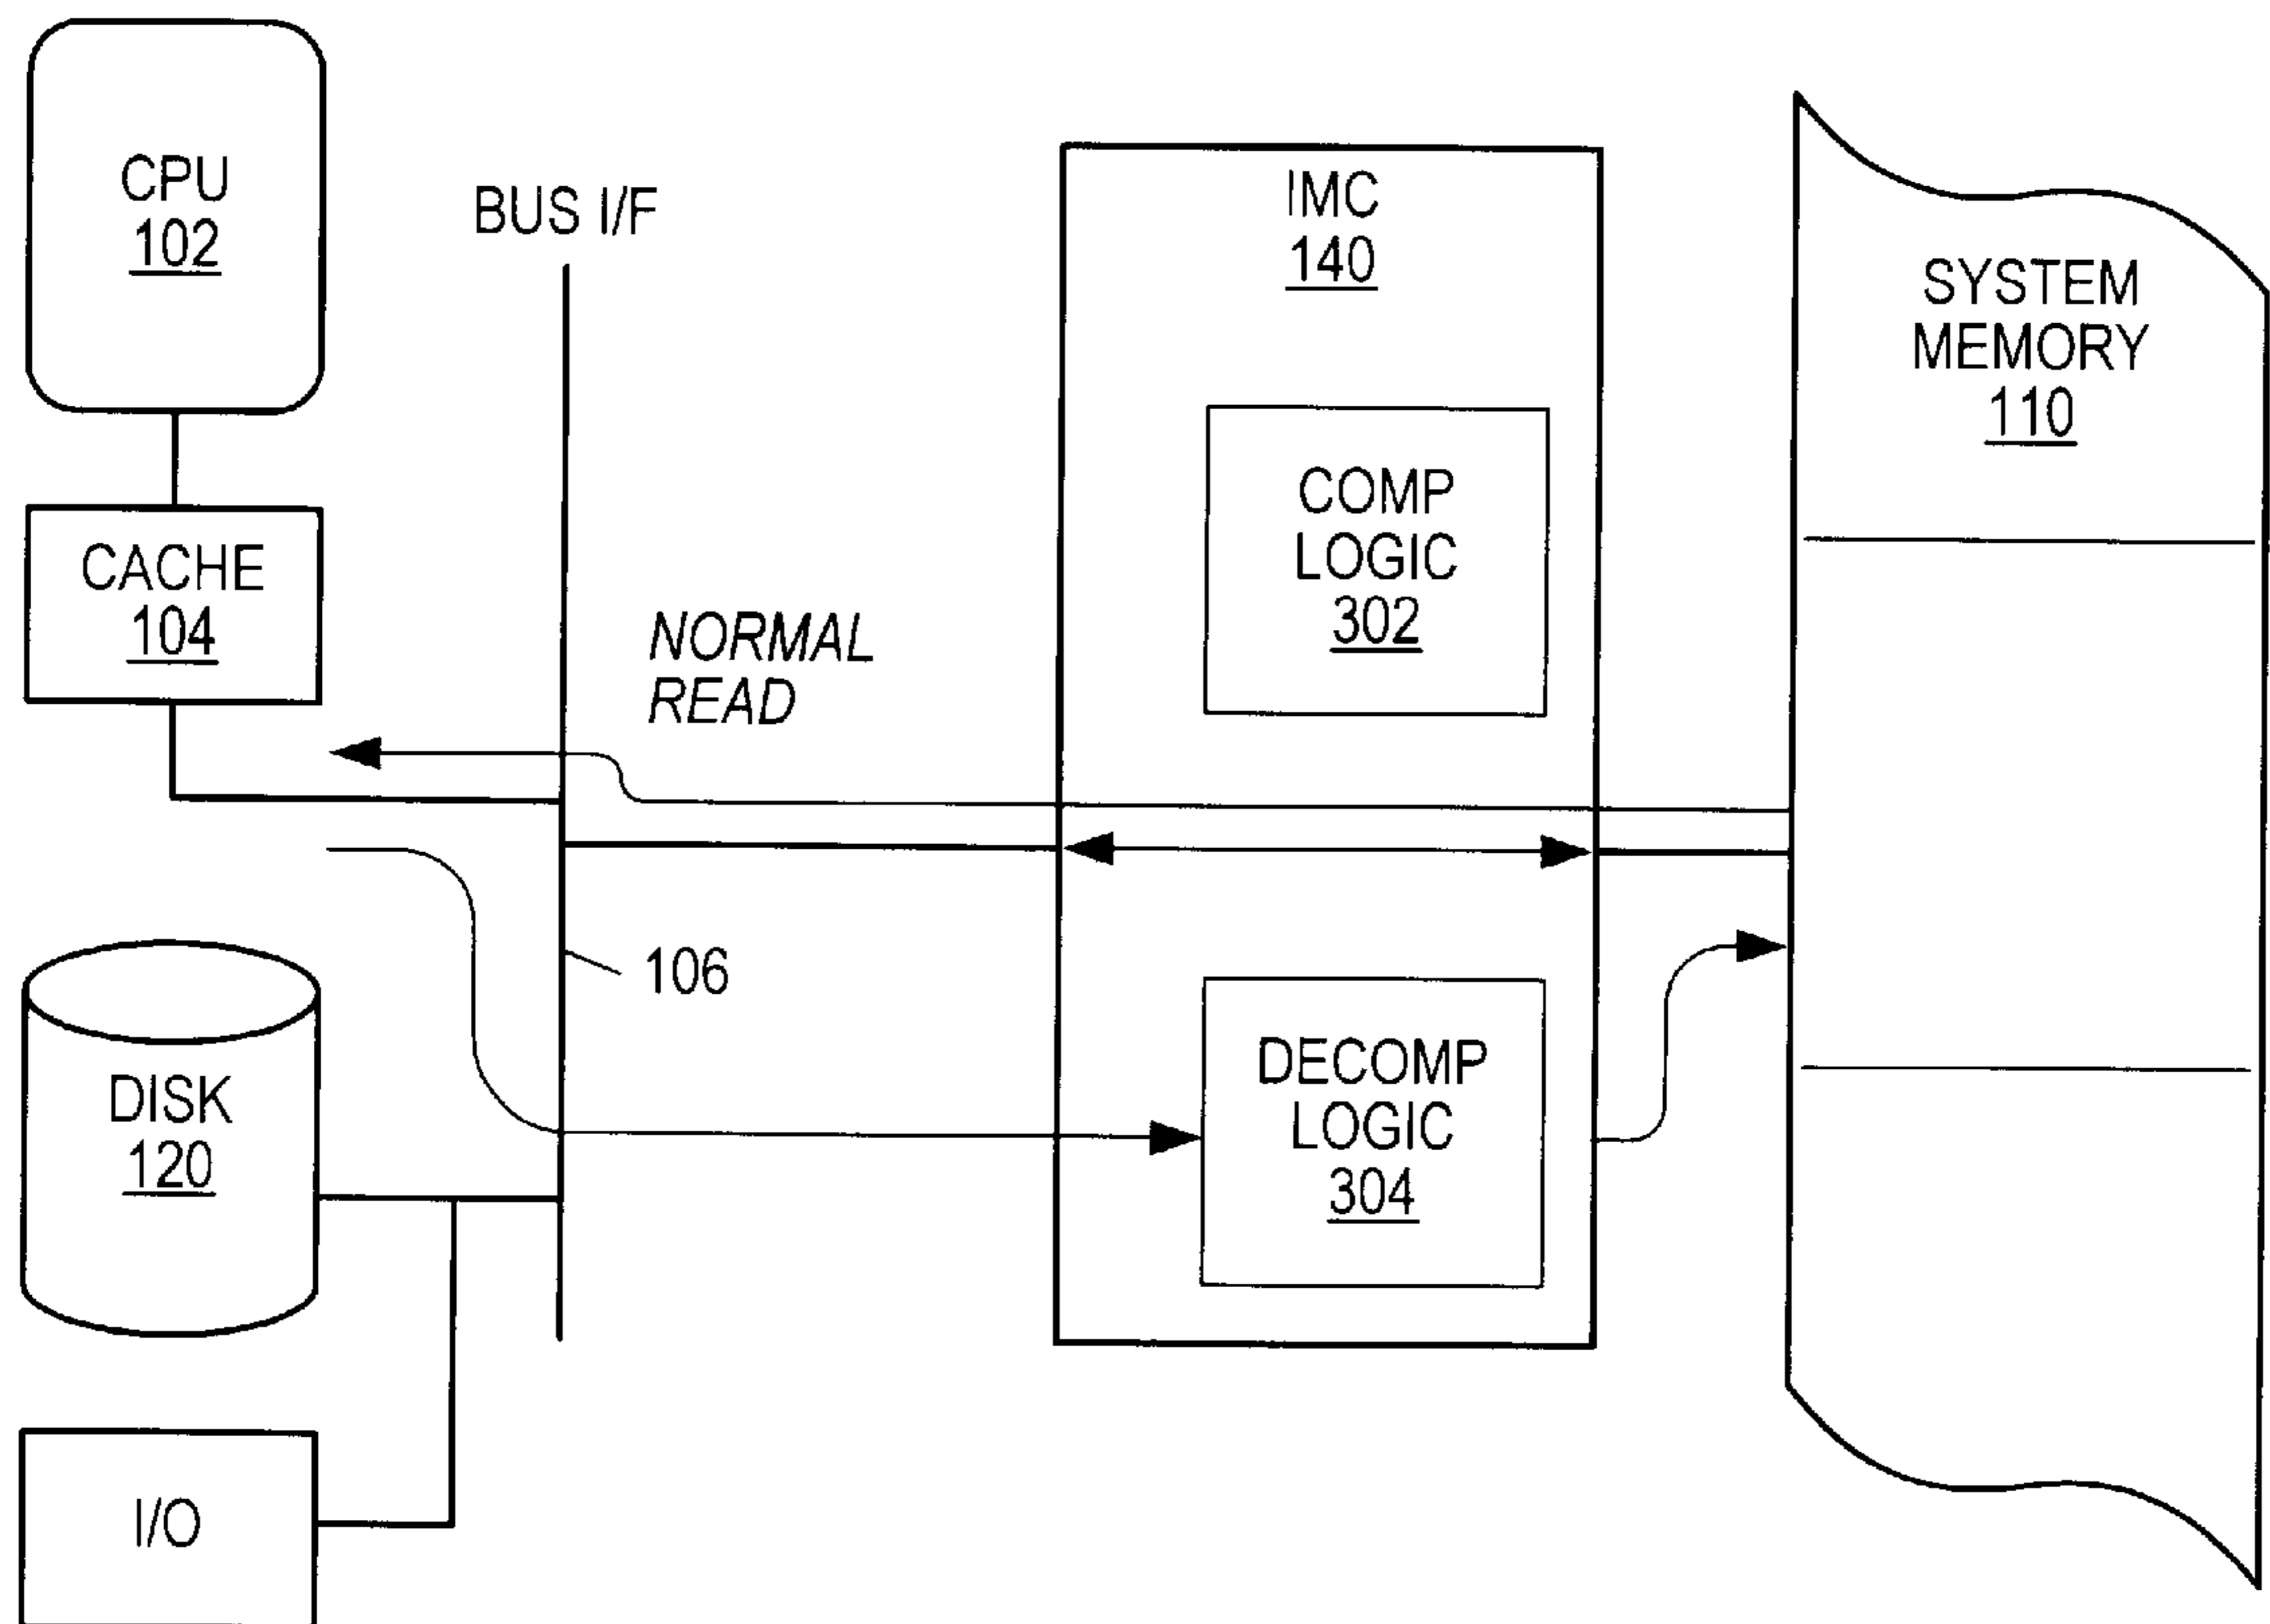 CPU
102
BUS I/F
IMC
140
SYSTEM
MEMORY
110
COMP
LOGIC
302
CACHE
104
NORMAL
READ
106
DECOMP
LOGIC
304
DISK
120
I/O